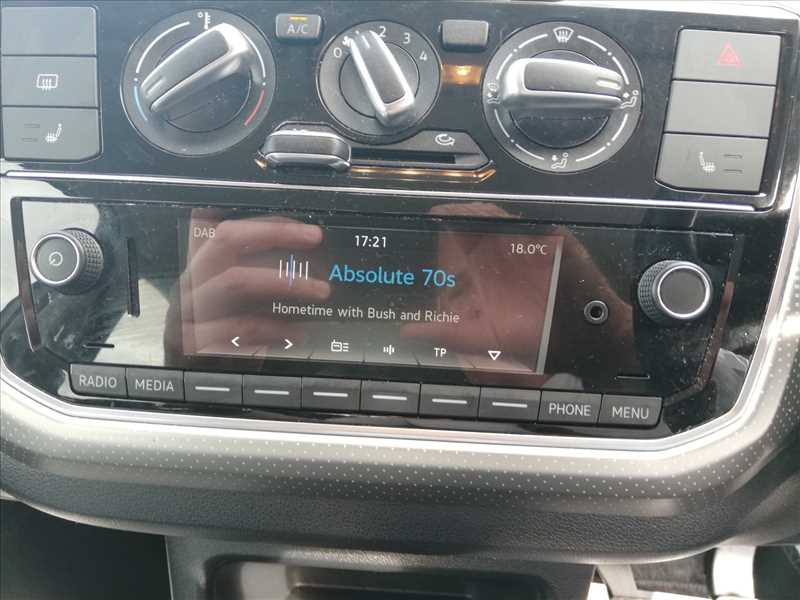 A/C
0 1 2 3 4
DAB 17:21 18.0°C
Absolute 70s
Hometime with Bush and Richie
< > TP
RADIO MEDIA PHONE MENU